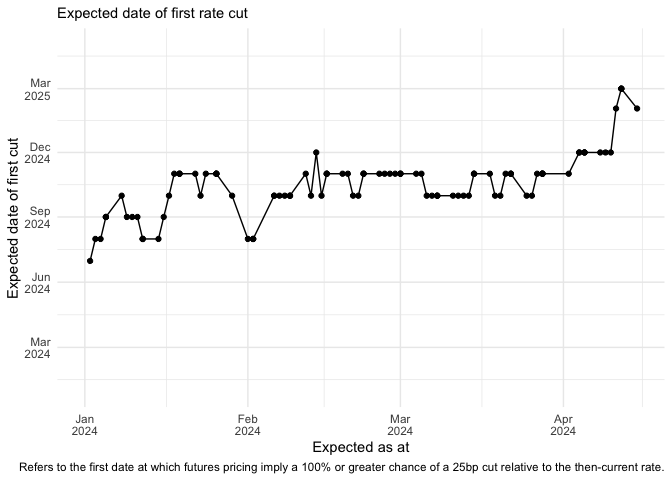 Expected date of first rate cut
Expected date of first cut
Mar
2025
Dec
2024
Sep
2024
Jun
2024
Mar
2024
Jan
2024
Feb
2024
Mar
2024
Apr
2024
Expected as at
Refers to the first date at which futures pricing imply a 100% or greater chance of a 25bp cut relative to the then-current rate.